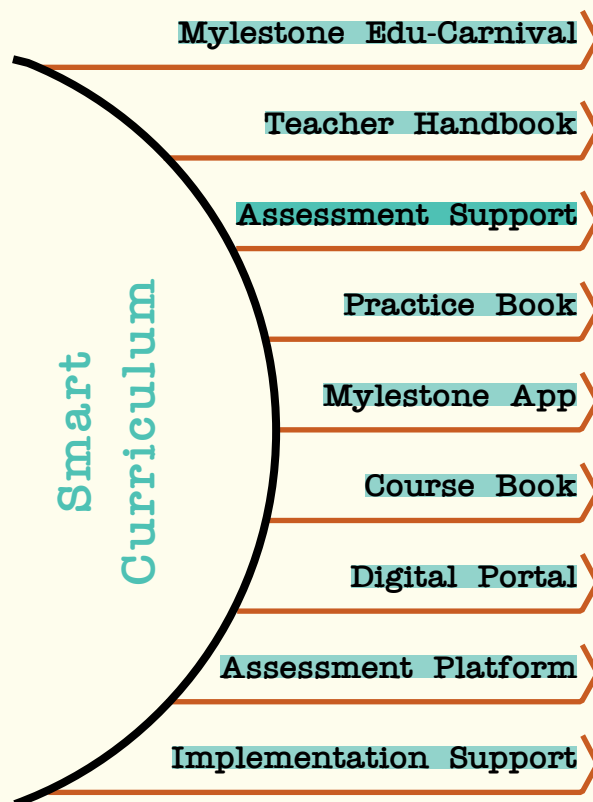 Mylestone Edu-Carnival
Teacher Handbook
Assessment Support
Practice Book
Mylestone App
Course Book
Digital Portal
Assessment Platform
Implementation Support
Smart
Curriculum